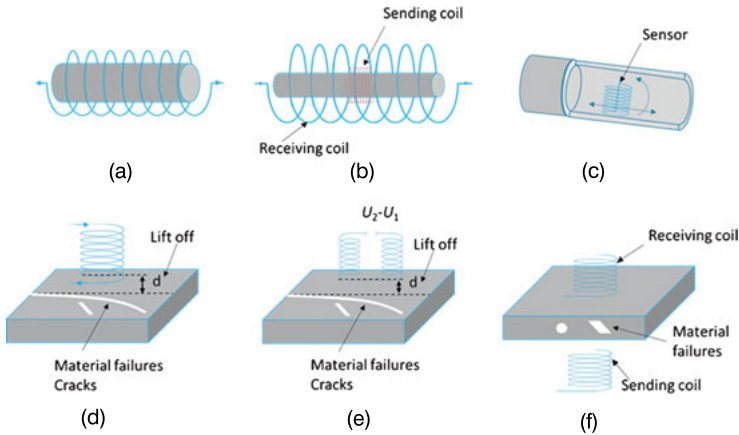 Sending coil
Receiving coil
Sensor
(a)
(b)
(c)
Lift off
d
Material failures
Cracks
U₂-U₁
Lift off
d
Material failures
Cracks
Receiving coil
Material
failures
Sending coil
(d)
(e)
(f)